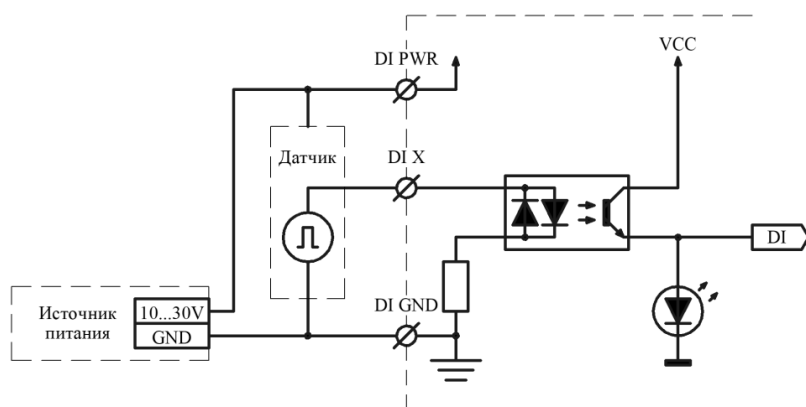 DI PWR
VCC
Датчик
DI X
DI
Источник
питания
10...30V
GND
DI GND